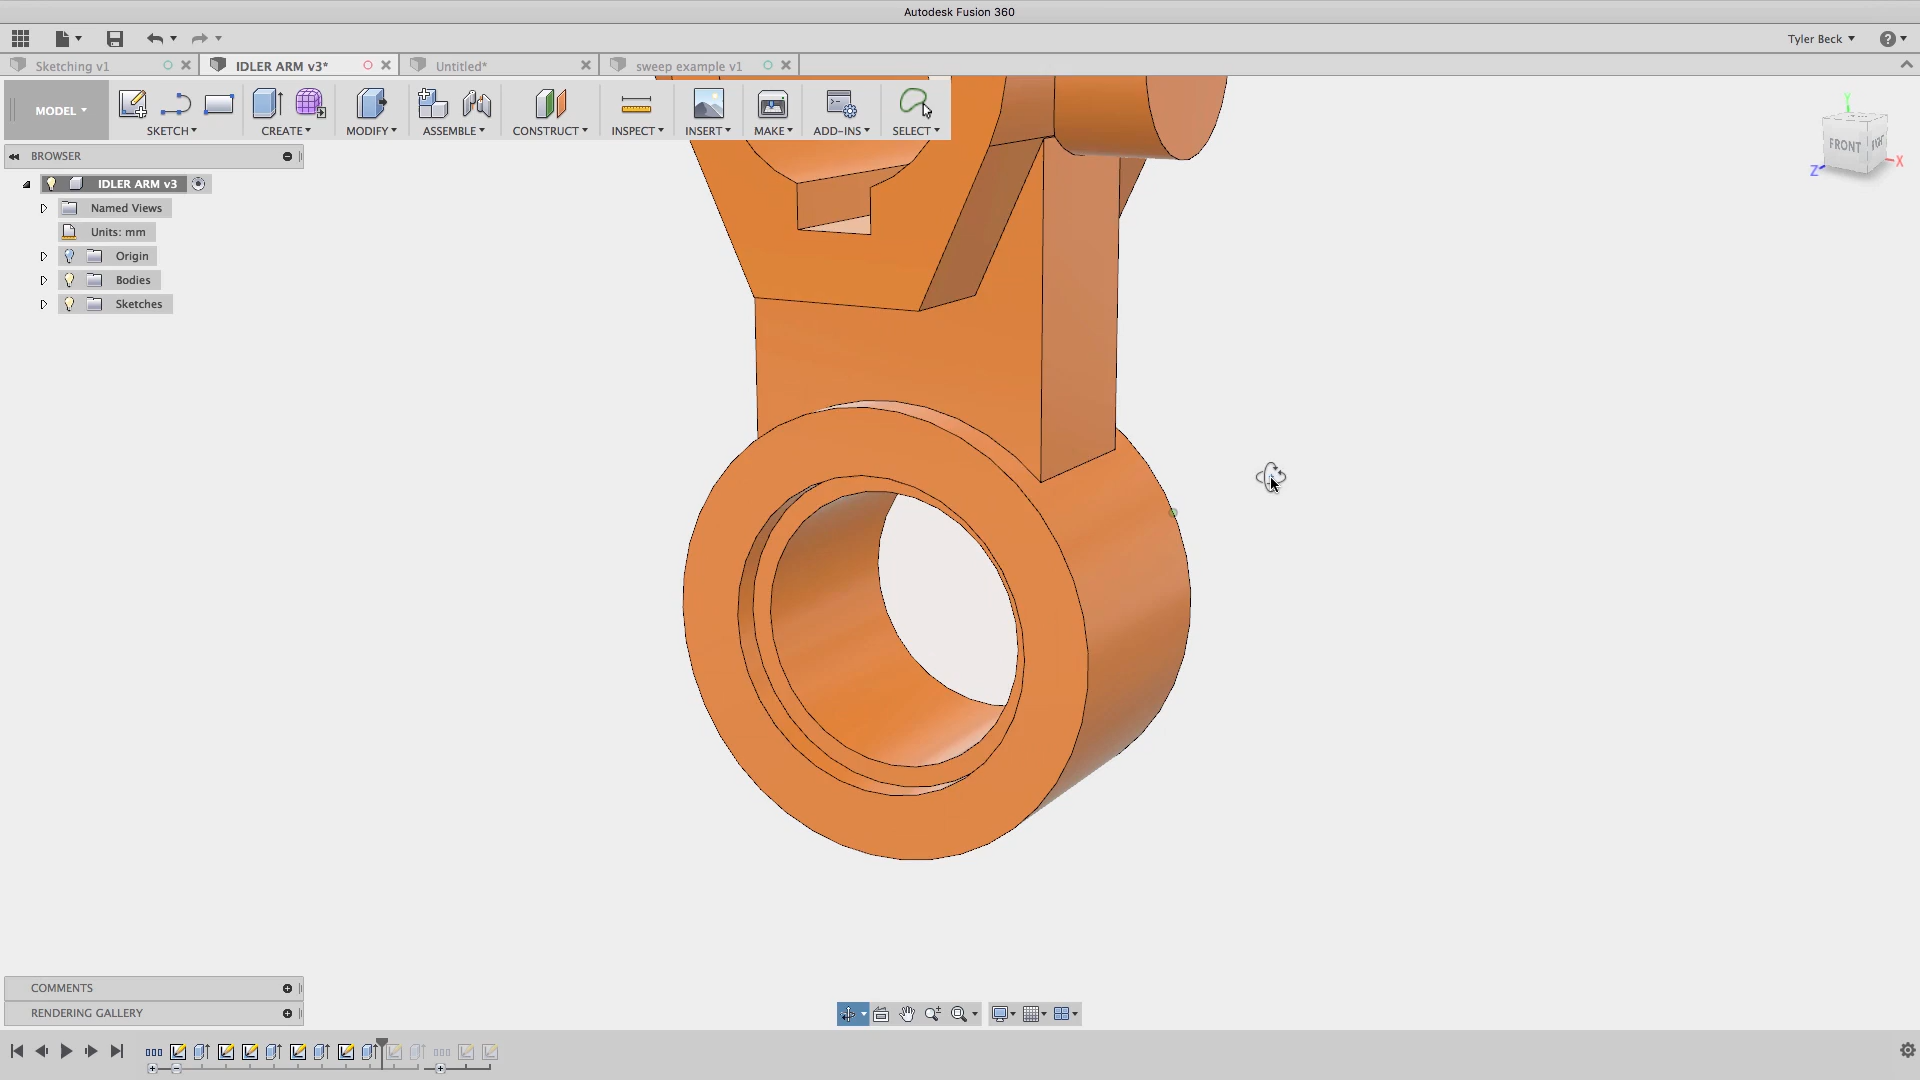 Autodesk Fusion 360
Tyler Beck
Sketching v1
IDLER ARM v3*
Untitled*
sweep example v1
MODEL
SKETCH
CREATE
MODIFY
ASSEMBLE
CONSTRUCT
INSPECT
INSERT
MAKE
ADD-INS
SELECT
BROWSER
IDLER ARM v3
Named Views
Units: mm
Origin
Bodies
Sketches
Y
FRONT
RIGHT
X
Z
COMMENTS
RENDERING GALLERY